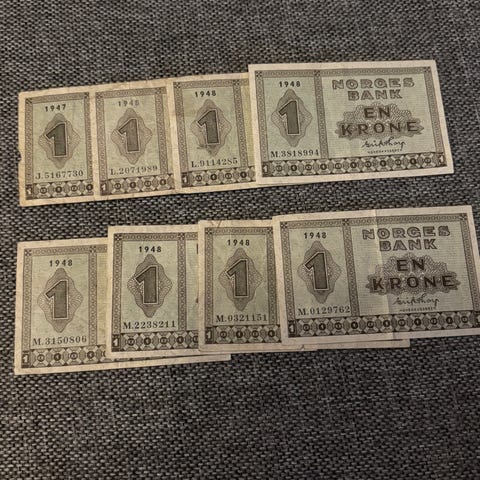 1947
1
J.5167730
1948
1
L.2071989
1948
1
L.9114285
1948
1
M.3818994
NORGES
BANK
EN
KRONE
1948
1
M.3150806
1948
1
M.2238211
1948
1
M.0321151
1948
1
M.0129762
NORGES
BANK
EN
KRONE